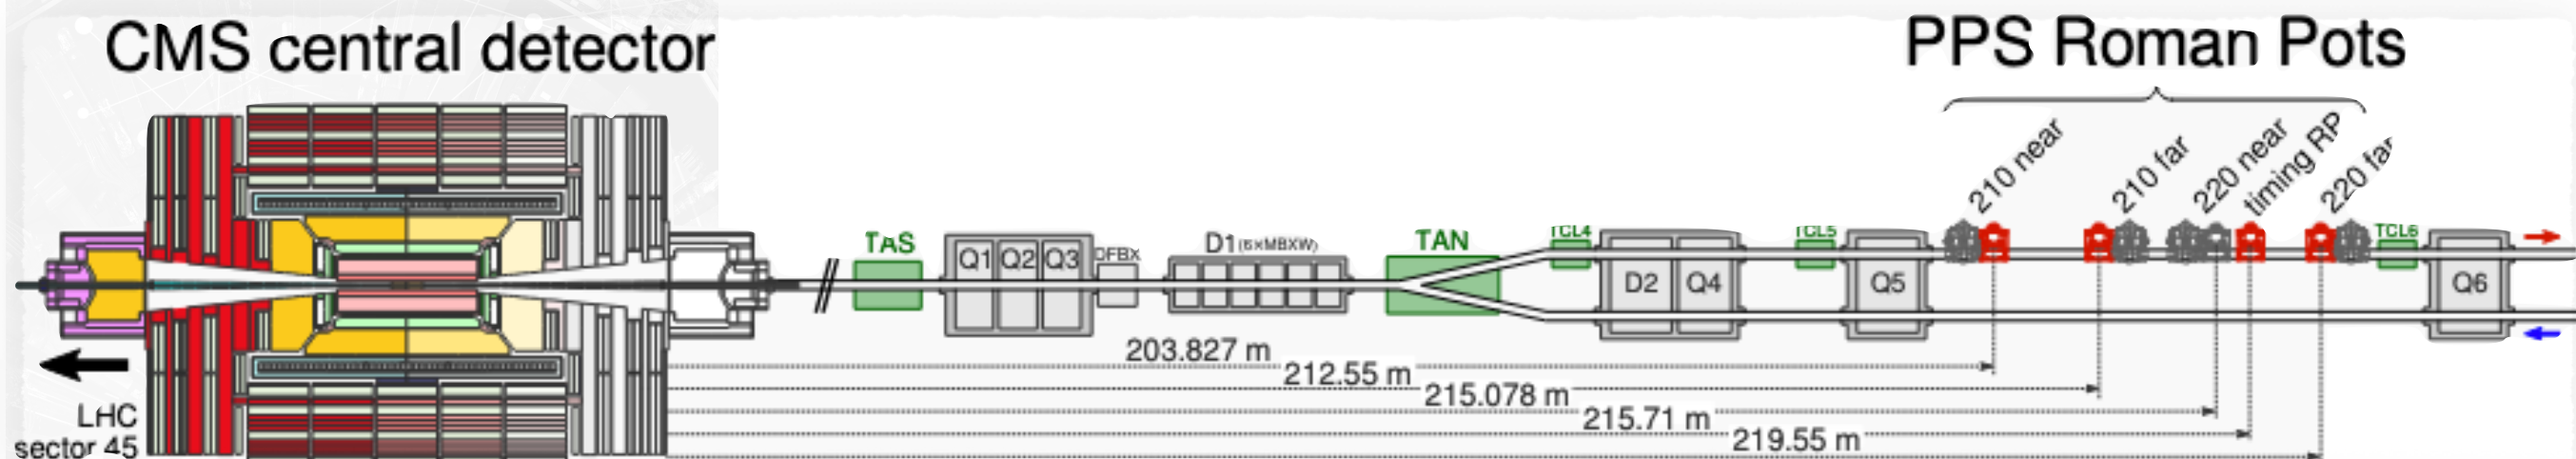 CMS central detector
PPS Roman Pots
210 near
210 far
220 near
timing RP
220 far
TAS
Q1 Q2 Q3
DFBX
D1(6×MBXW)
TAN
TCL4
D2 Q4
TCL5
Q5
TCL6
Q6
203.827 m
212.55 m
215.078 m
215.71 m
219.55 m
LHC
sector 45